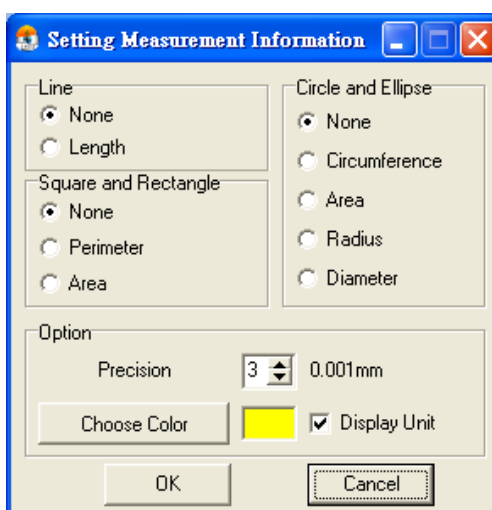 Setting Measurement Information
Line
None
Length
Square and Rectangle
None
Perimeter
Area
Circle and Ellipse
None
Circumference
Area
Radius
Diameter
Option
Precision 3 0.001mm
Choose Color Display Unit
OK Cancel